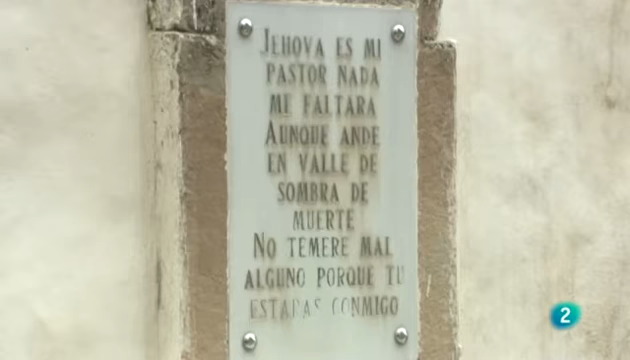 JEHOVA ES MI
PASTOR NADA
ME FALTARA
AUNQUE ANDE
EN VALLE DE
SOMBRA DE
MUERTE
NO TEMERE MAL
ALGUNO PORQUE TU
ESTARAS CONMIGO
2